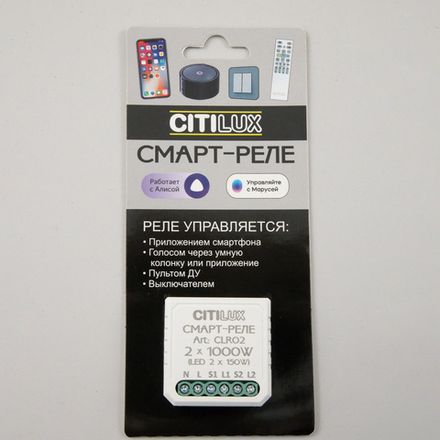 CITILUX
СМАРТ-РЕЛЕ
Работает
с Алисой
Управляйте
с Марусей
РЕЛЕ УПРАВЛЯЕТСЯ:
• Приложением смартфона
• Голосом через умную
колонку или приложение
• Пультом ДУ
• Выключателем
CITILUX
СМАРТ-РЕЛЕ
Art: CLR02
2 x 1000W
(LED 2 x 150W)
N L S1 L1 S2 L2